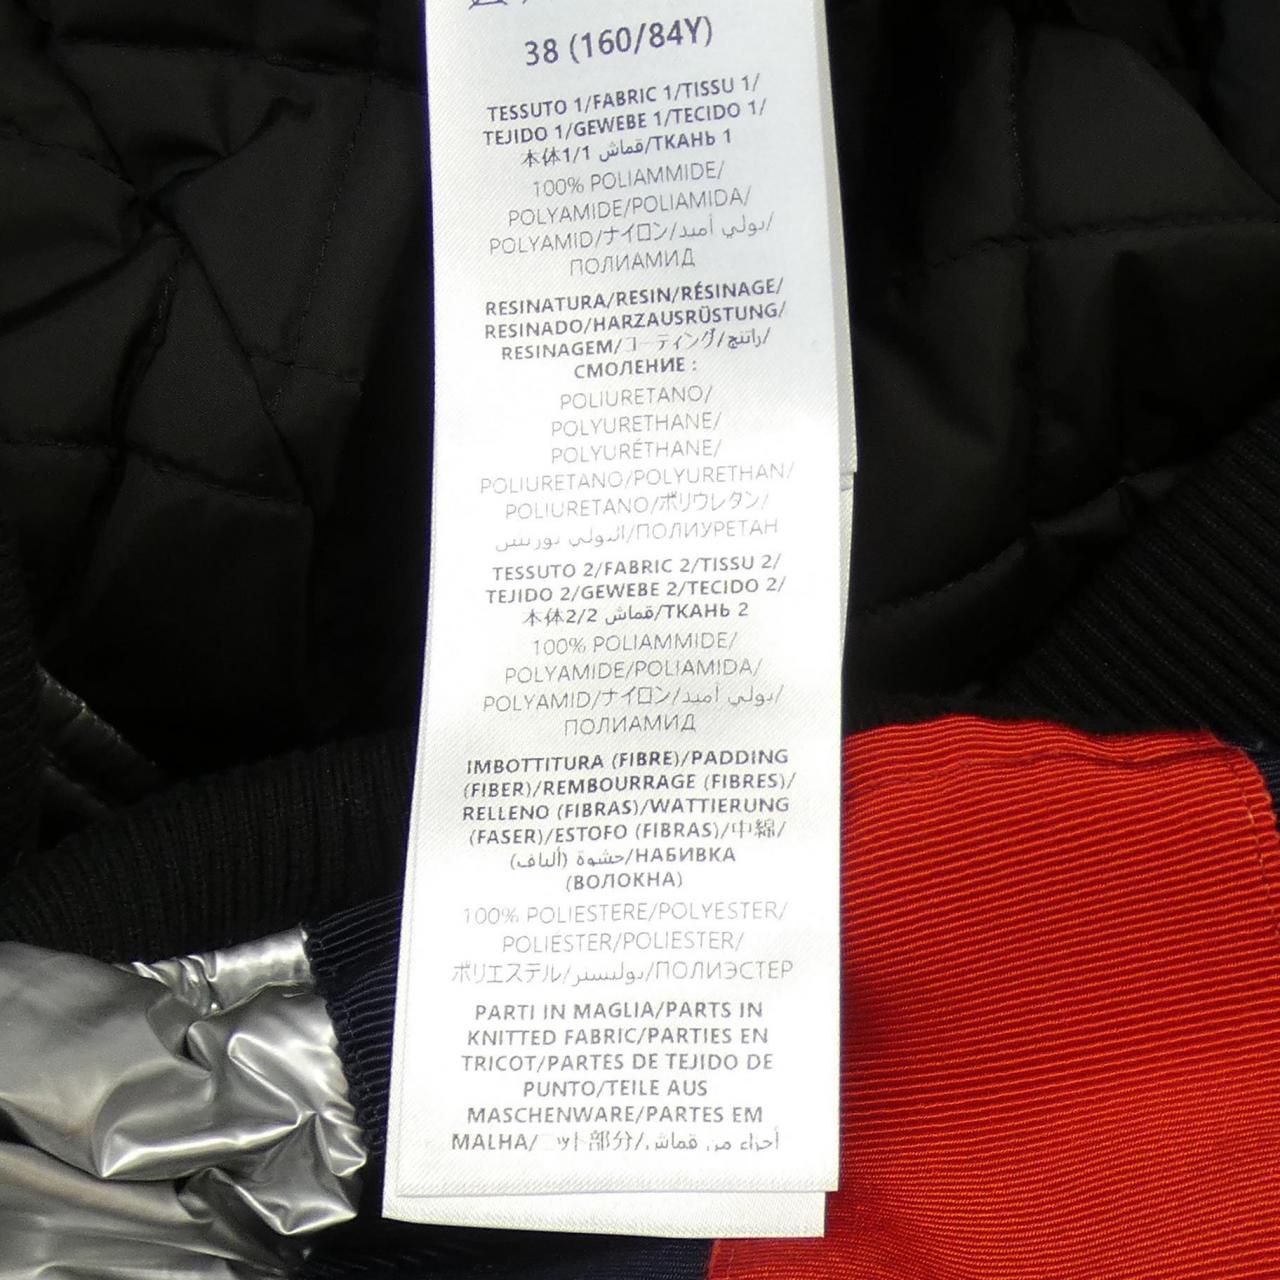 38 (160/84Y)
TESSUTO 1/FABRIC 1/TISSU 1/
TEJIDO 1/GEWEBE 1/TECIDO 1/
本体1/1 قماش/ТКАНЬ 1
100% POLIAMMIDE/
POLYAMIDE/POLIAMIDA/
POLYAMID/ナイロン/بولي أميد/
ПОЛИАМИД
RESINATURA/RESIN/RÉSINAGE/
RESINADO/HARZAUSRÜSTUNG/
RESINAGEM/コーティング/راتنج/
СМОЛЕНИЕ :
POLIURETANO/
POLYURETHANE/
POLYURÉTHANE/
POLIURETANO/POLYURETHAN/
POLIURETANO/ポリウレタン/
البولي يوريثين/ПОЛИУРЕТАН
TESSUTO 2/FABRIC 2/TISSU 2/
TEJIDO 2/GEWEBE 2/TECIDO 2/
本体2/2 قماش/ТКАНЬ 2
100% POLIAMMIDE/
POLYAMIDE/POLIAMIDA/
POLYAMID/ナイロン/بولي أميد/
ПОЛИАМИД
IMBOTTITURA (FIBRE)/PADDING
(FIBER)/REMBOURRAGE (FIBRES)/
RELLENO (FIBRAS)/WATTIERUNG
(FASER)/ESTOFO (FIBRAS)/中綿/
حشوة (ألياف)/НАБИВКА
(ВОЛОКНА)
100% POLIESTERE/POLYESTER/
POLIÉSTER/POLIESTER/
ポリエステル/بوليستر/ПОЛИЭСТЕР
PARTI IN MAGLIA/PARTS IN
KNITTED FABRIC/PARTIES EN
TRICOT/PARTES DE TEJIDO DE
PUNTO/TEILE AUS
MASCHENWARE/PARTES EM
MALHA/ニット部分/أجزاء من قماش